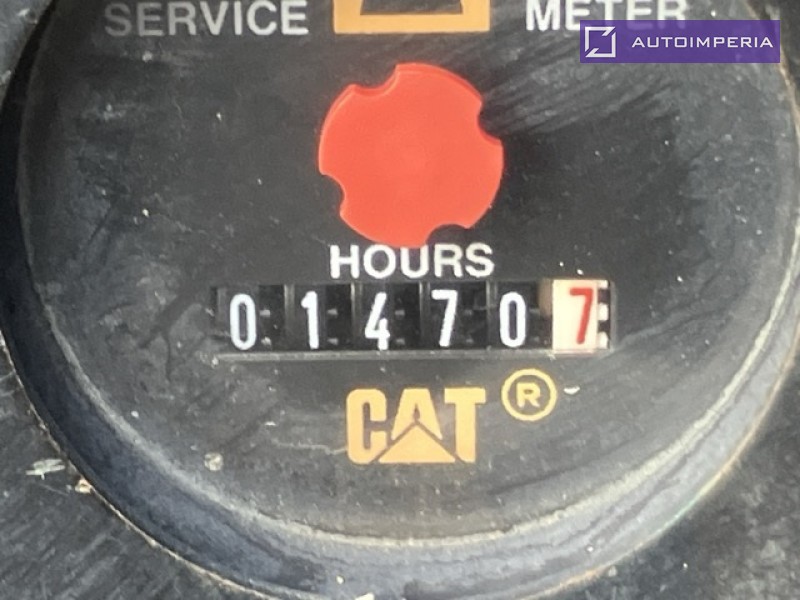 SERVICE METER
AUTOIMPERIA
HOURS
014707
CAT ®